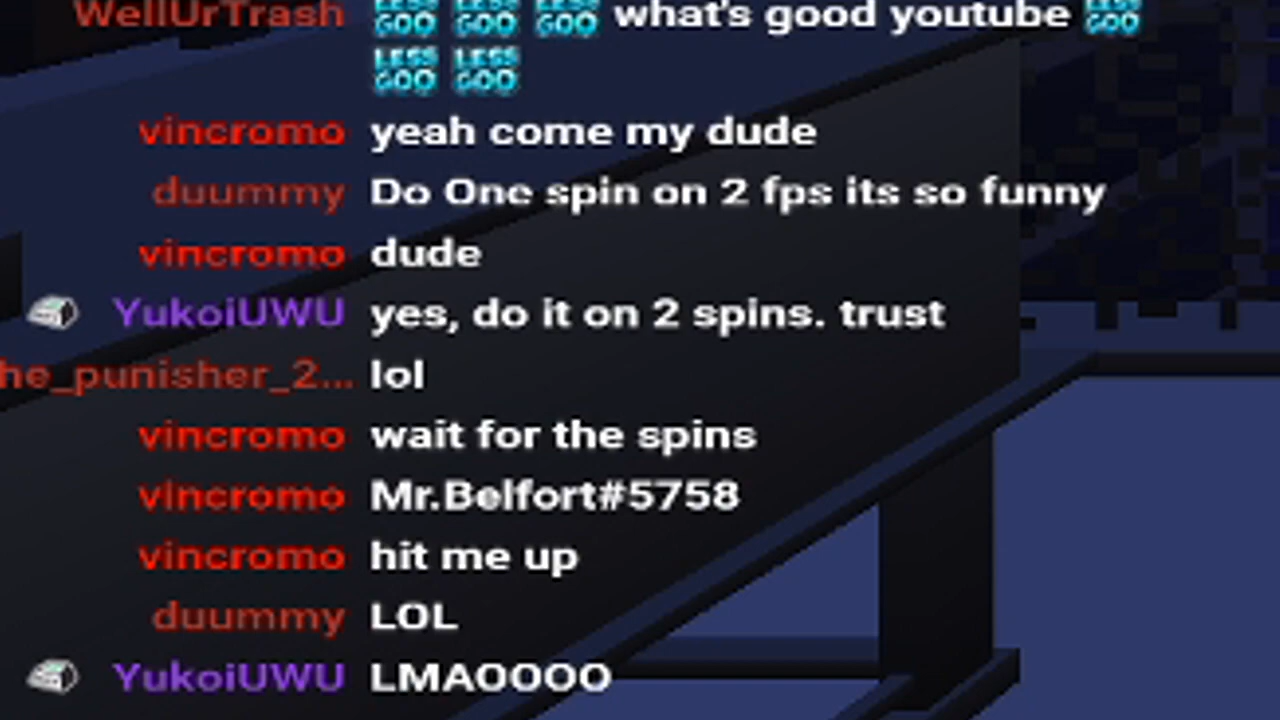 WellUrTrash LESS GOO LESS GOO LESS GOO what's good youtube LESS GOO
LESS GOO LESS GOO
vincromo yeah come my dude
duummy Do One spin on 2 fps its so funny
vincromo dude
YukoiUWU yes, do it on 2 spins. trust
he_punisher_2... lol
vincromo wait for the spins
vincromo Mr.Belfort#5758
vincromo hit me up
duummy LOL
YukoiUWU LMAOOOO